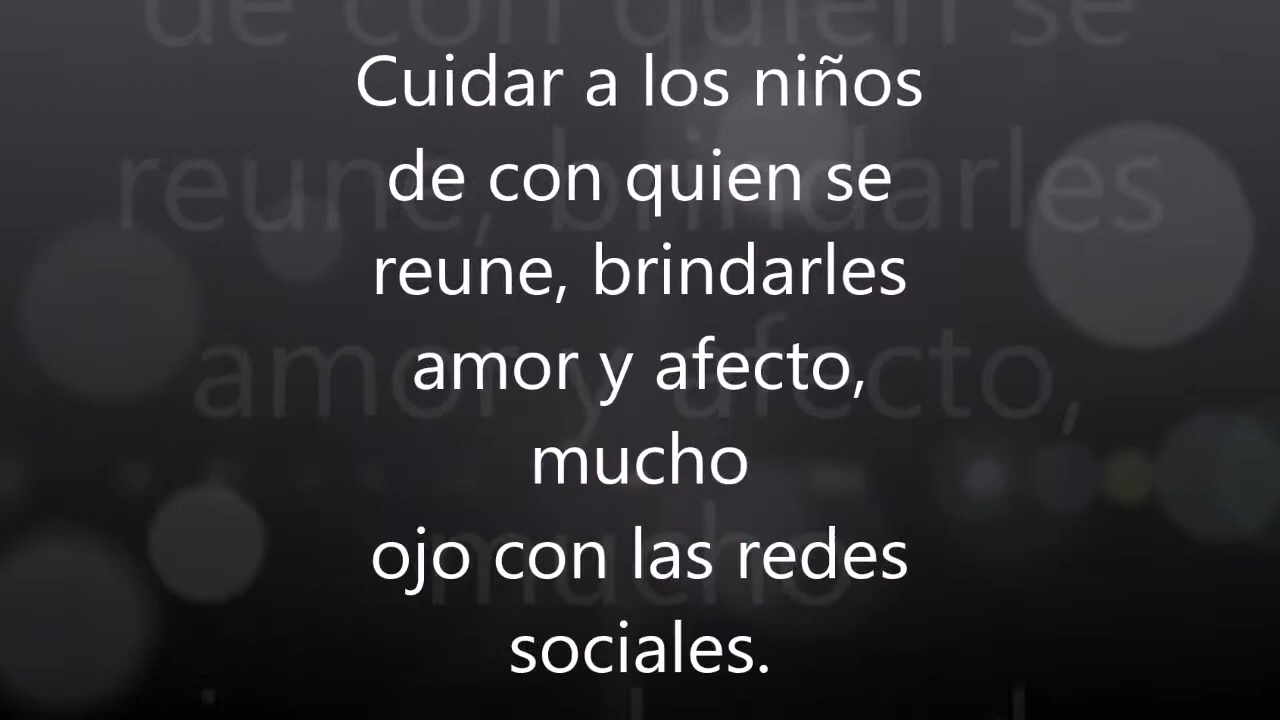 Cuidar a los niños
de con quien se
reune, brindarles
amor y afecto,
mucho
ojo con las redes
sociales.